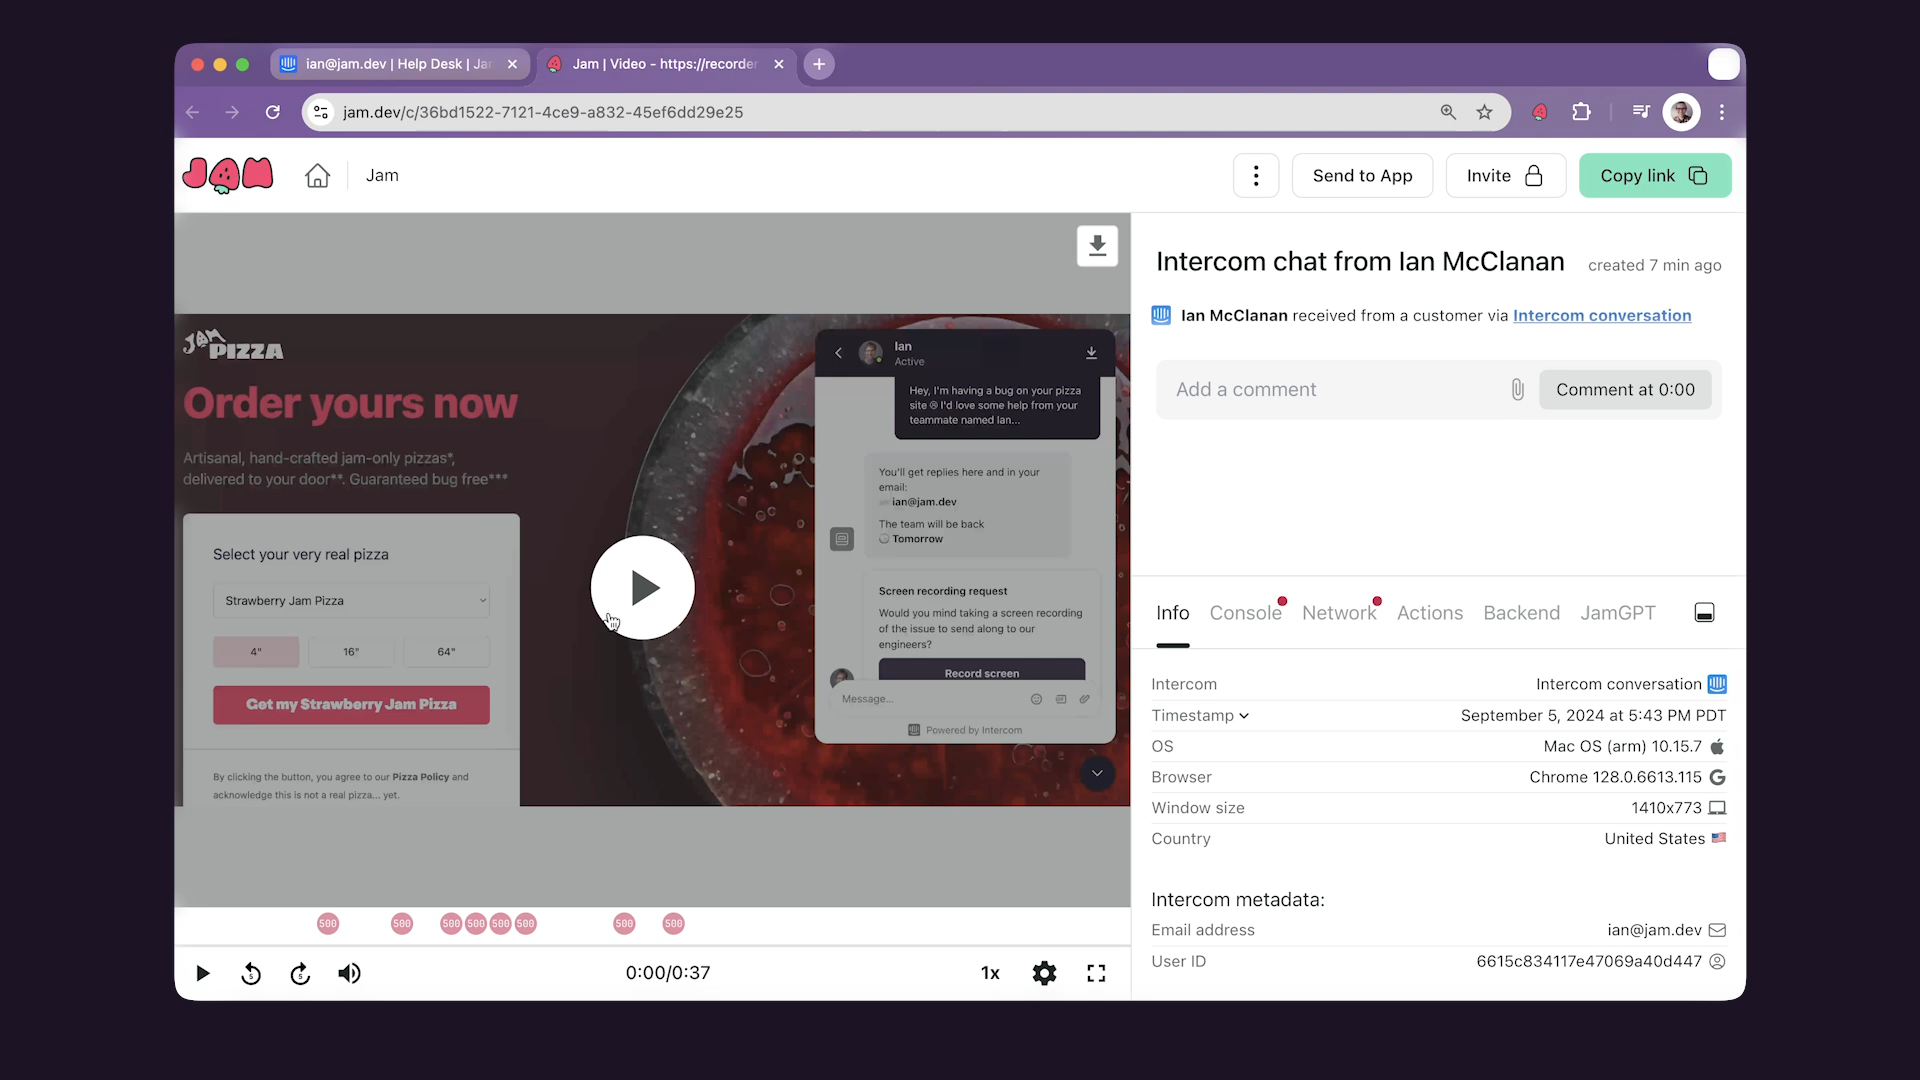 ian@jam.dev | Help Desk | Ja
Jam | Video - https://recorder
jam.dev/c/36bd1522-7121-4ce9-a832-45ef6dd29e25
JAM
Jam
Send to App
Invite
Copy link
JAM PIZZA
Order yours now
Artisanal, hand-crafted jam-only pizzas*,
delivered to your door**. Guaranteed bug free***
Select your very real pizza
Strawberry Jam Pizza
4"
16"
64"
Get my Strawberry Jam Pizza
By clicking the button, you agree to our Pizza Policy and
acknowledge this is not a real pizza... yet.
Ian
Active
Hey, I'm having a bug on your pizza
site ☹ I'd love some help from your
teammate named Ian...
You'll get replies here and in your
email:
ian@jam.dev
The team will be back
Tomorrow
Screen recording request
Would you mind taking a screen recording
of the issue to send along to our
engineers?
Record screen
Message...
Powered by Intercom
500
500
500
500
500
500
500
500
5
5
0:00/0:37
1x
Intercom chat from Ian McClanan
created 7 min ago
Ian McClanan received from a customer via Intercom conversation
Add a comment
Comment at 0:00
Info
Console
Network
Actions
Backend
JamGPT
Intercom
Intercom conversation
Timestamp
September 5, 2024 at 5:43 PM PDT
OS
Mac OS (arm) 10.15.7
Browser
Chrome 128.0.6613.115
Window size
1410x773
Country
United States
Intercom metadata:
Email address
ian@jam.dev
User ID
6615c834117e47069a40d447